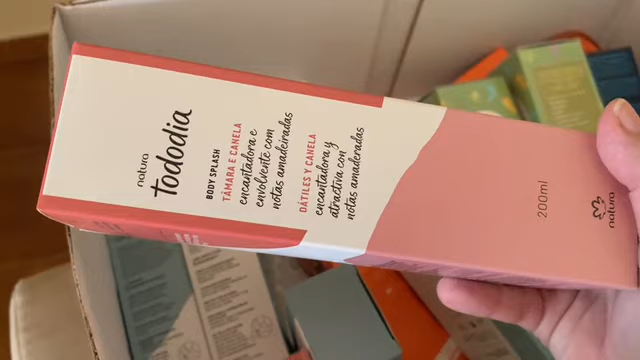 natura
tododia
BODY SPLASH
TÂMARA E CANELA
encantadora e
envolvente com
notas amadeiradas
DÁTILES Y CANELA
encantadora y
atractiva con
notas amaderadas
200ml
natura